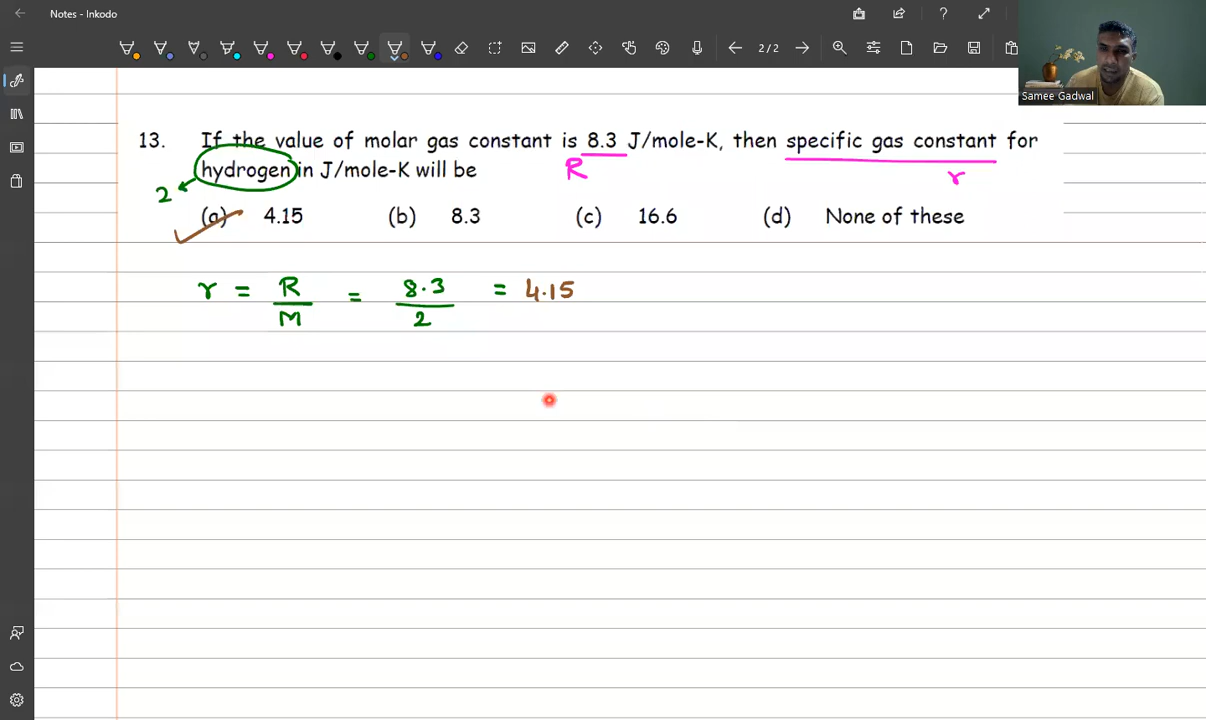 Notes - Inkodo
2/2
Samee Gadwal
13. If the value of molar gas constant is 8.3 J/mole-K, then specific gas constant for
hydrogen in J/mole-K will be
R
r
2
(a) 4.15 (b) 8.3 (c) 16.6 (d) None of these
r = R/M = 8.3/2 = 4.15